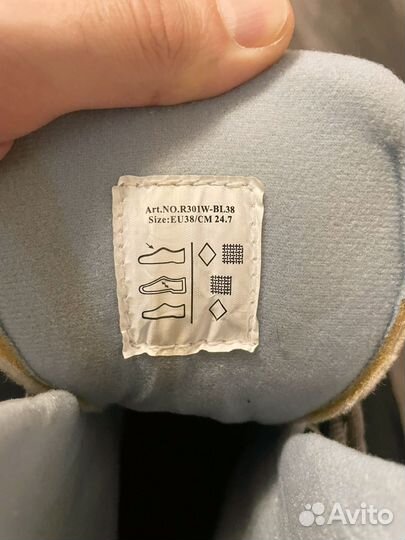 Art.NO.R301W-BL38
Size:EU38/CM 24.7
Avito